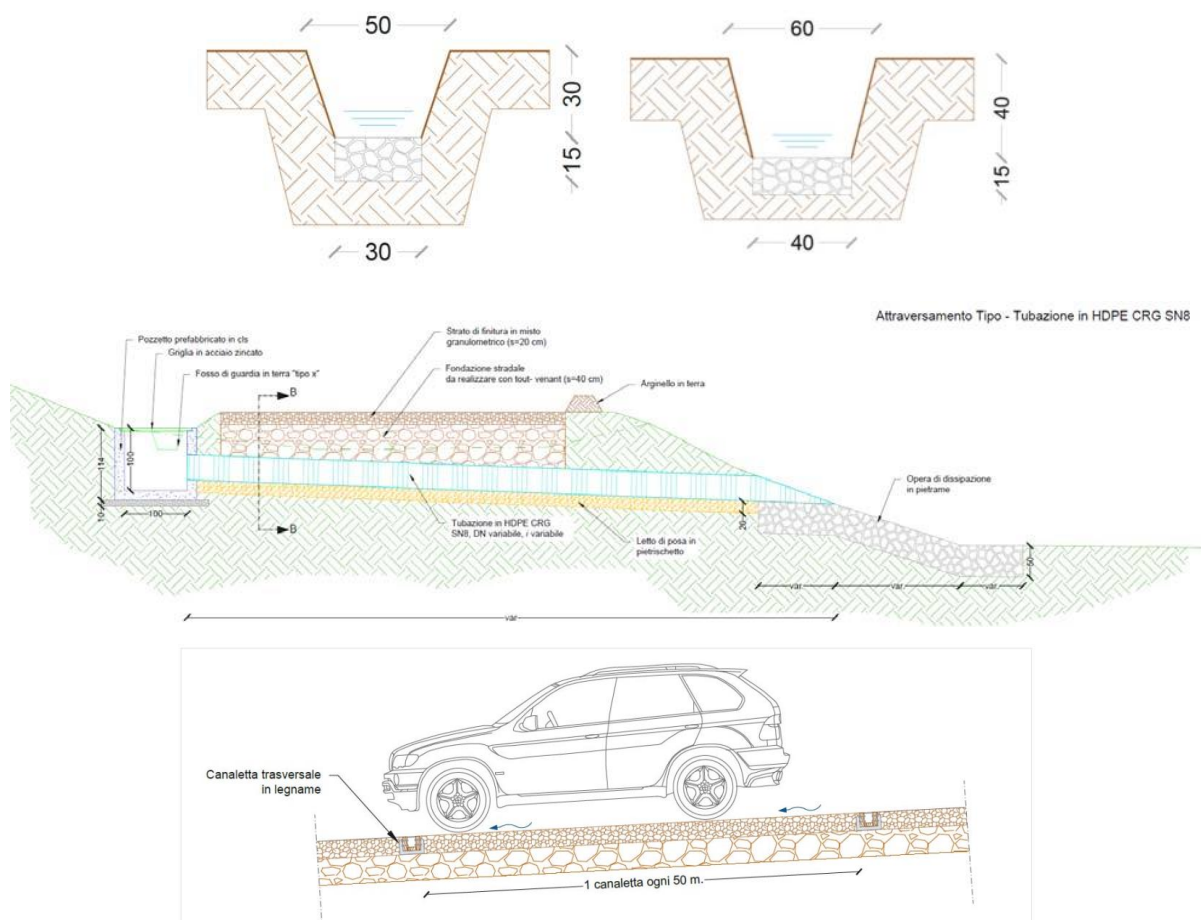 50
30
15
30
60
40
15
40
Attraversamento Tipo - Tubazione in HDPE CRG SN8
Pozzetto prefabbricato in cls
Griglia in acciaio zincato
Fosso di guardia in terra "tipo x"
Strato di finitura in misto
granulometrico (s=20 cm)
Fondazione stradale
da realizzare con tout- venant (s=40 cm)
Arginello in terra
B
B
114
100
10
100
Tubazione in HDPE CRG
SN8, DN variabile, i variabile
Letto di posa in
pietrischetto
20
Opera di dissipazione
in pietrame
50
var.
var.
var.
var
Canaletta trasversale
in legname
1 canaletta ogni 50 m.